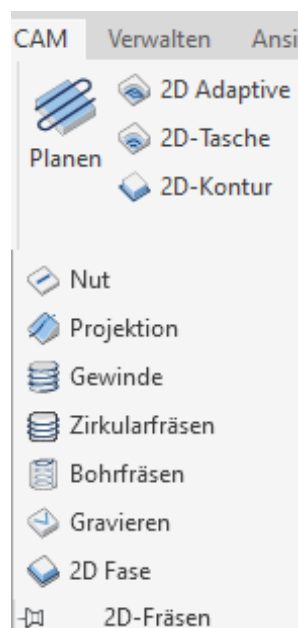 CAM Verwalten Ansi
2D Adaptive
Planen
2D-Tasche
2D-Kontur
Nut
Projektion
Gewinde
Zirkularfräsen
Bohrfräsen
Gravieren
2D Fase
2D-Fräsen